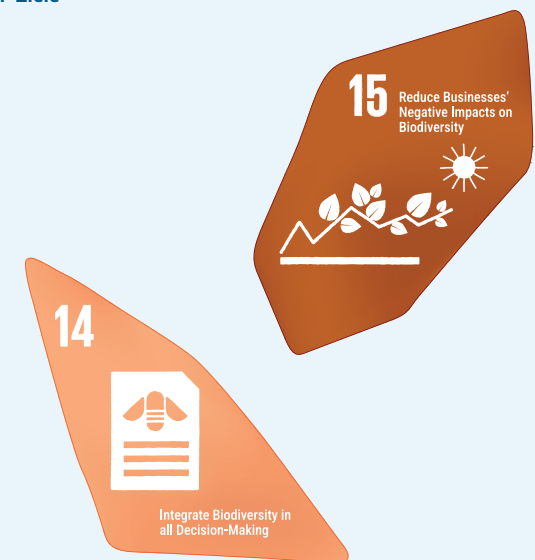 15
Reduce Businesses'
Negative Impacts on
Biodiversity
14
Integrate Biodiversity in
all Decision-Making